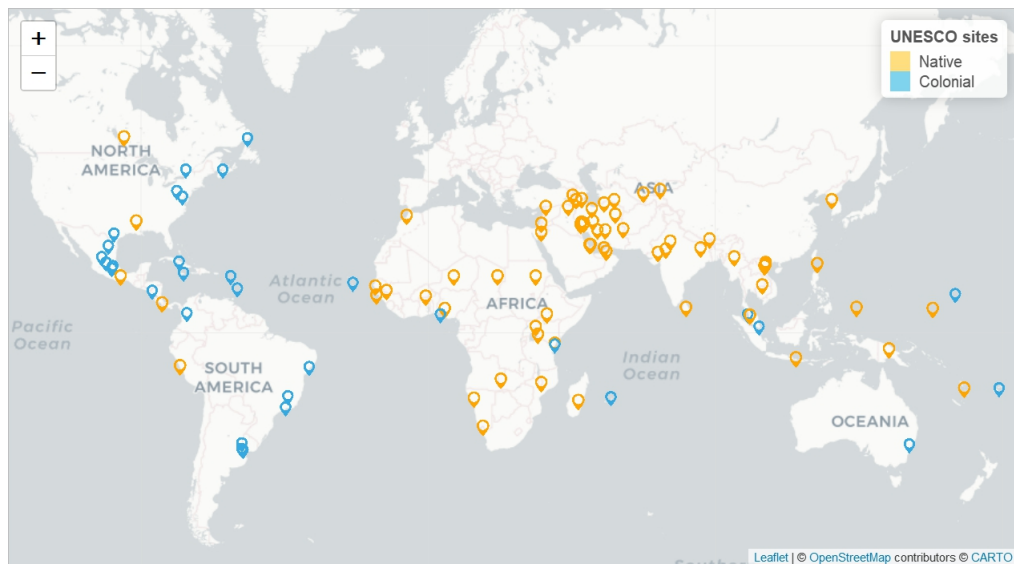 +
−
UNESCO sites
Native
Colonial
NORTH
AMERICA
ASIA
Atlantic
Ocean
AFRICA
Pacific
Ocean
SOUTH
AMERICA
Indian
Ocean
OCEANIA
Leaflet | © OpenStreetMap contributors © CARTO